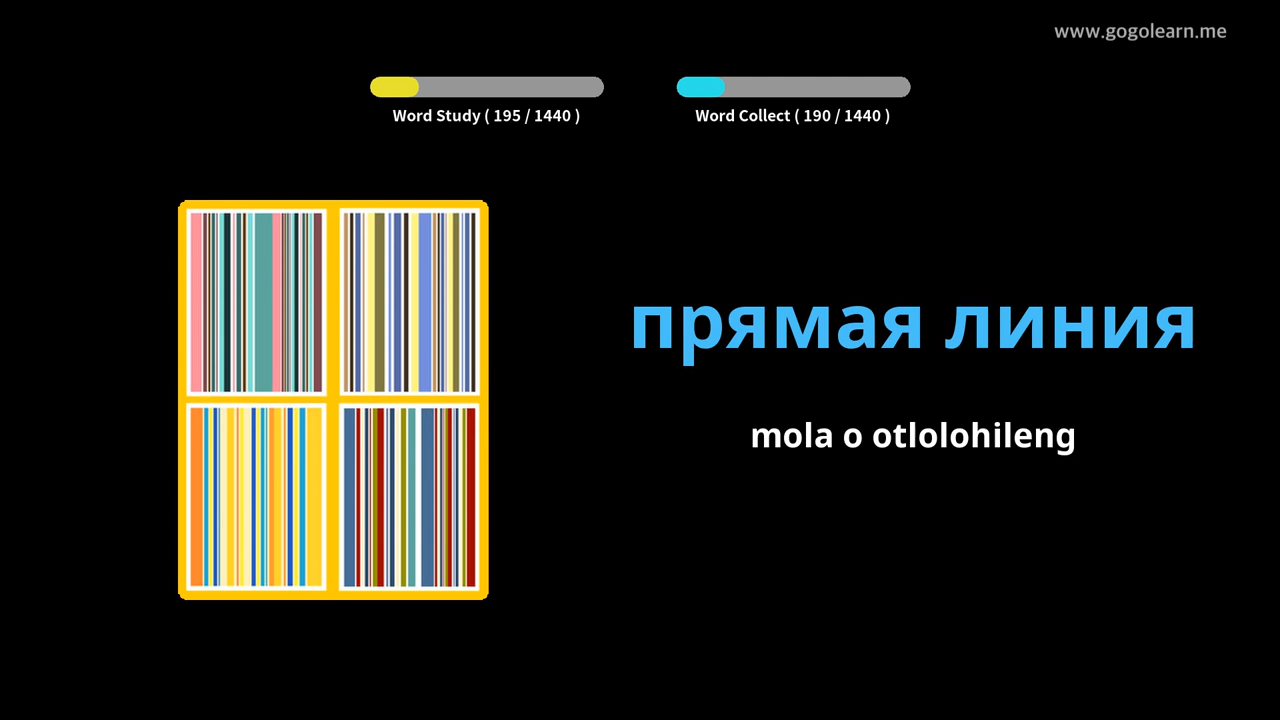 www.gogolearn.me
Word Study ( 195 / 1440 )
Word Collect ( 190 / 1440 )
прямая линия
mola o otlolohileng